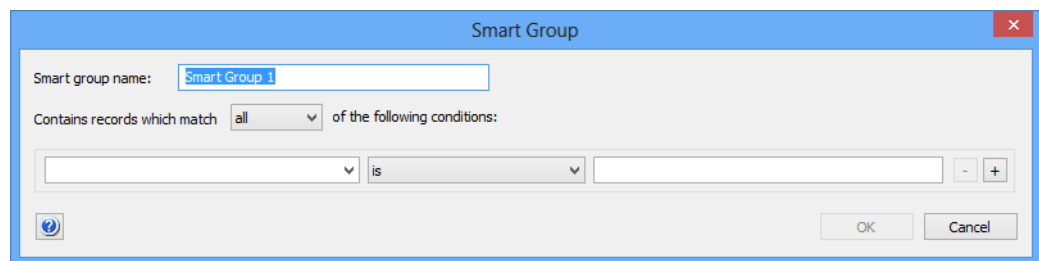 Smart Group
Smart group name: Smart Group 1
Contains records which match all of the following conditions:
is
- +
? OK Cancel